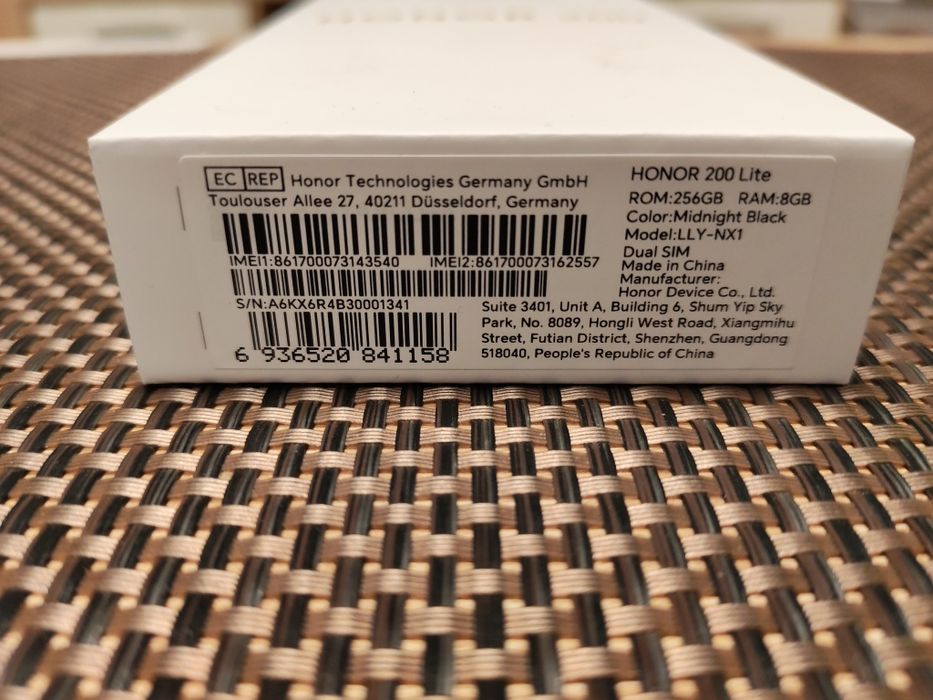 EC REP Honor Technologies Germany GmbH
Toulouser Allee 27, 40211 Düsseldorf, Germany
IMEI1:861700073143540 IMEI2:861700073162557
S/N:A6KX6R4B30001341
6 936520 841158
HONOR 200 Lite
ROM:256GB RAM:8GB
Color:Midnight Black
Model:LLY-NX1
Dual SIM
Made in China
Manufacturer:
Honor Device Co., Ltd.
Suite 3401, Unit A, Building 6, Shum Yip Sky
Park, No. 8089, Hongli West Road, Xiangmihu
Street, Futian District, Shenzhen, Guangdong
518040, People's Republic of China